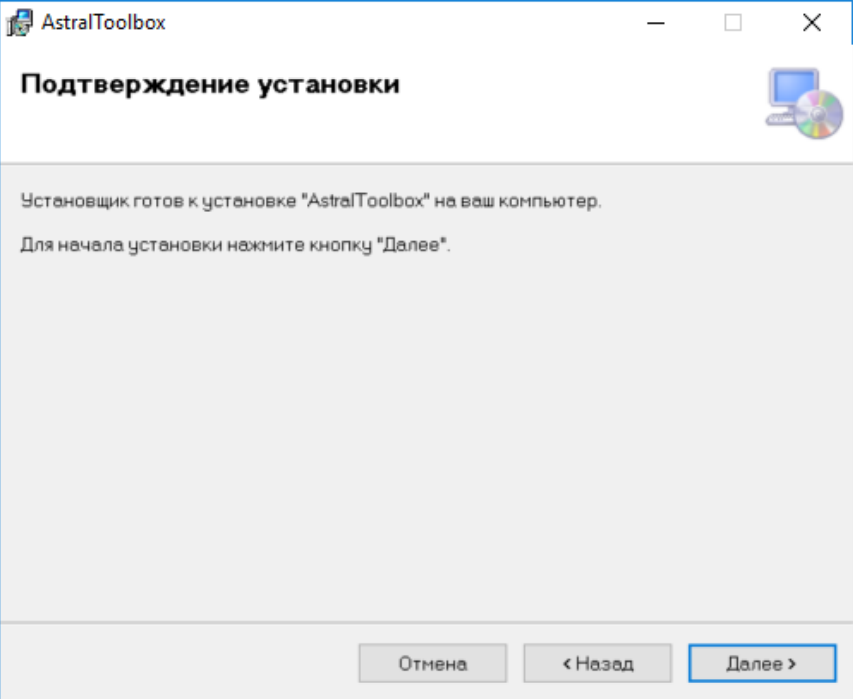 AstralToolbox
Подтверждение установки
Установщик готов к установке "AstralToolbox" на ваш компьютер.
Для начала установки нажмите кнопку "Далее".
Отмена
< Назад
Далее >